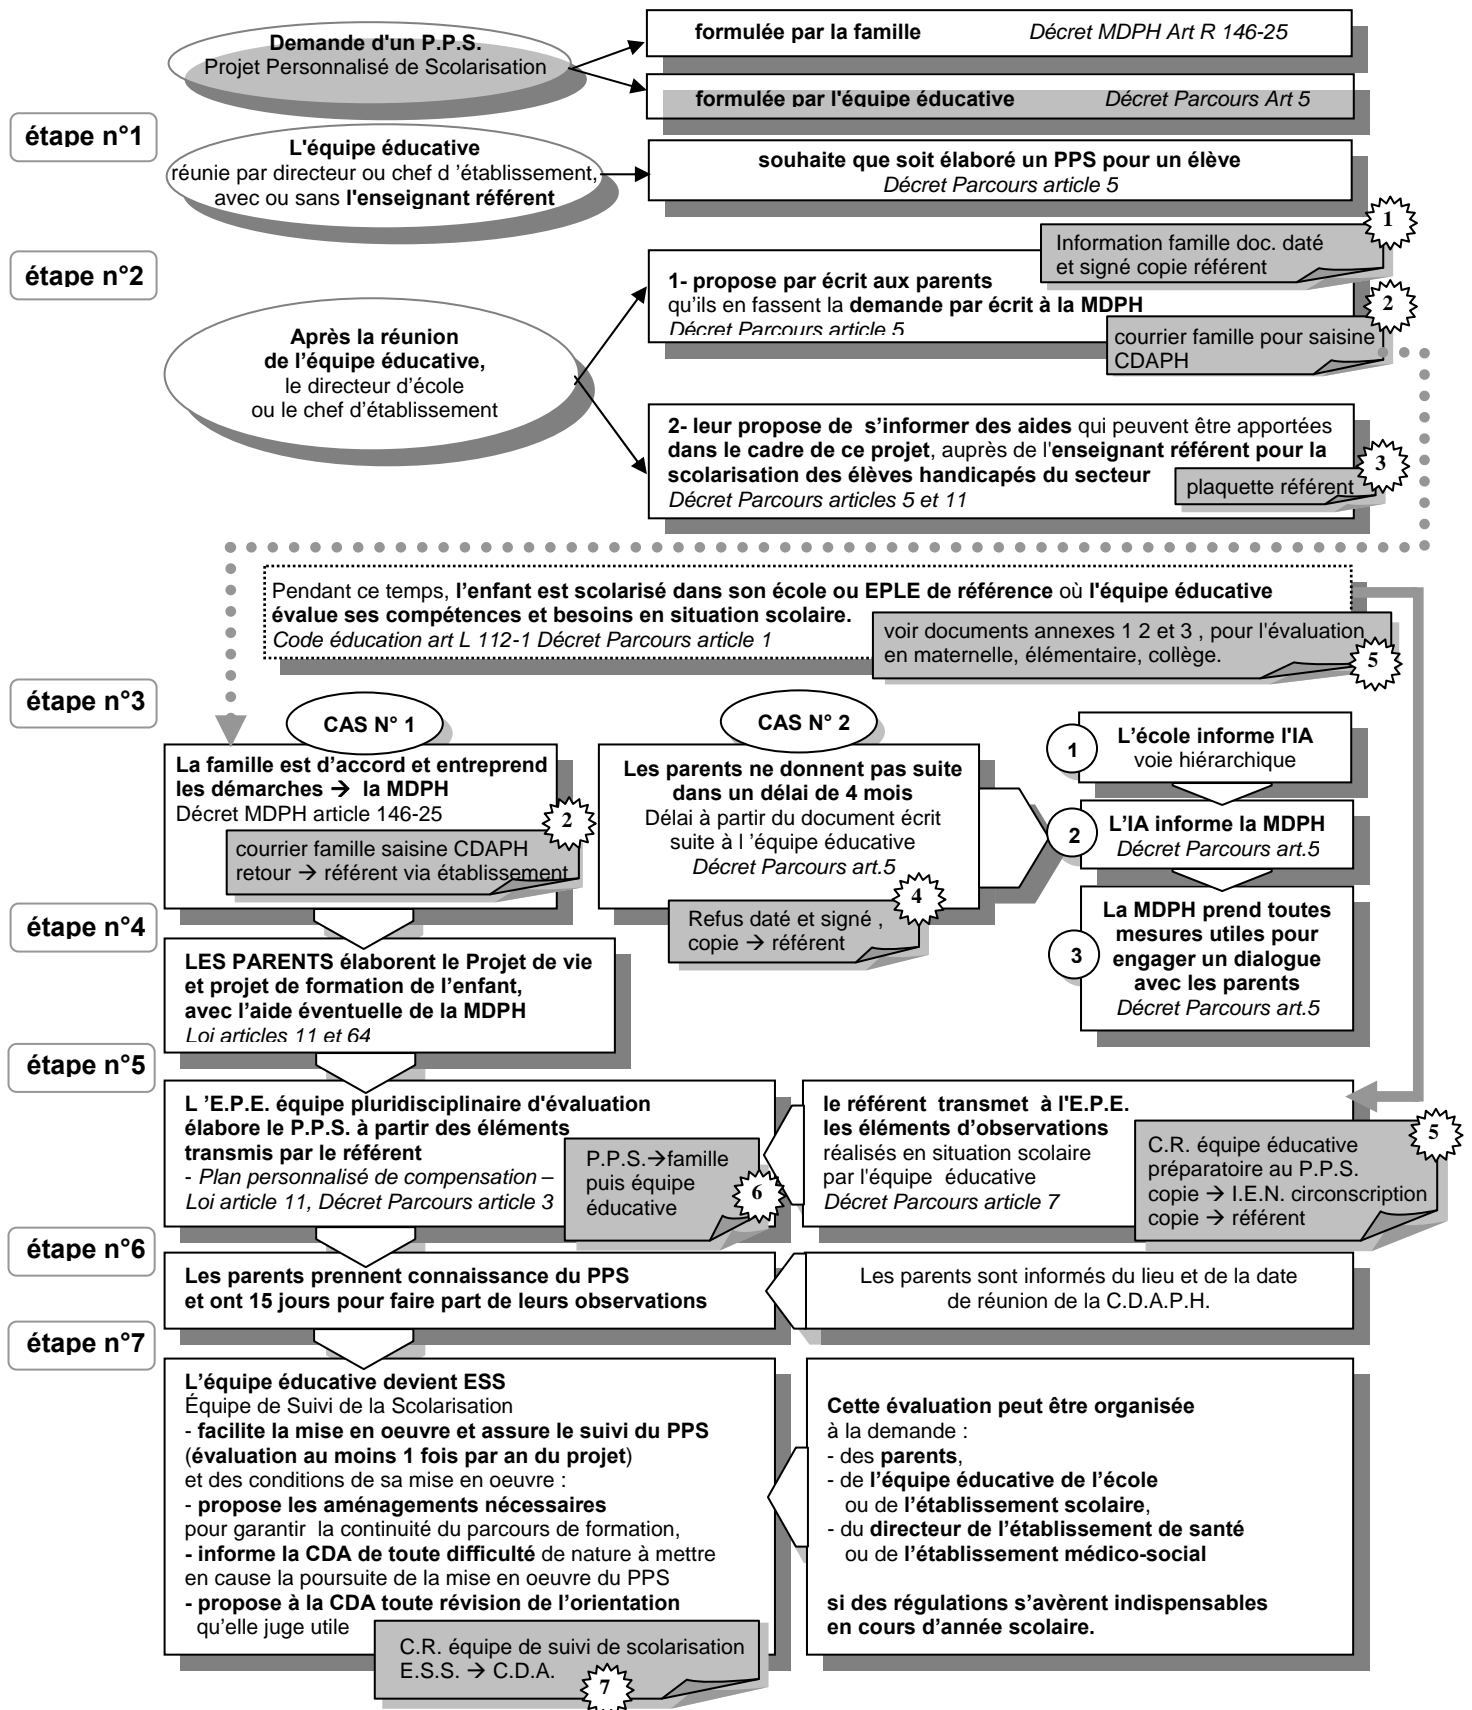 Demande d'un P.P.S.
Projet Personnalisé de Scolarisation
formulée par la famille Décret MDPH Art R 146-25
formulée par l'équipe éducative Décret Parcours Art 5
étape n°1
L'équipe éducative
réunie par directeur ou chef d 'établissement,
avec ou sans l'enseignant référent
souhaite que soit élaboré un PPS pour un élève
Décret Parcours article 5
étape n°2
Après la réunion
de l'équipe éducative,
le directeur d'école
ou le chef d'établissement
1- propose par écrit aux parents
qu'ils en fassent la demande par écrit à la MDPH
Décret Parcours article 5
Information famille doc. daté
et signé copie référent
1
courrier famille pour saisine
CDAPH
2
2- leur propose de s'informer des aides qui peuvent être apportées
dans le cadre de ce projet, auprès de l'enseignant référent pour la
scolarisation des élèves handicapés du secteur
Décret Parcours articles 5 et 11
plaquette référent
3
Pendant ce temps, l'enfant est scolarisé dans son école ou EPLE de référence où l'équipe éducative
évalue ses compétences et besoins en situation scolaire.
Code éducation art L 112-1 Décret Parcours article 1
voir documents annexes 1 2 et 3 , pour l'évaluation
en maternelle, élémentaire, collège.
5
étape n°3
CAS N° 1
La famille est d'accord et entreprend
les démarches → la MDPH
Décret MDPH article 146-25
courrier famille saisine CDAPH
retour → référent via établissement
2
CAS N° 2
Les parents ne donnent pas suite
dans un délai de 4 mois
Délai à partir du document écrit
suite à l 'équipe éducative
Décret Parcours art.5
Refus daté et signé ,
copie → référent
4
1
L'école informe l'IA
voie hiérarchique
2
L'IA informe la MDPH
Décret Parcours art.5
3
La MDPH prend toutes
mesures utiles pour
engager un dialogue
avec les parents
Décret Parcours art.5
étape n°4
LES PARENTS élaborent le Projet de vie
et projet de formation de l'enfant,
avec l'aide éventuelle de la MDPH
Loi articles 11 et 64
étape n°5
L 'E.P.E. équipe pluridisciplinaire d'évaluation
élabore le P.P.S. à partir des éléments
transmis par le référent
- Plan personnalisé de compensation –
Loi article 11, Décret Parcours article 3
P.P.S.→famille
puis équipe
éducative
6
le référent transmet à l'E.P.E.
les éléments d'observations
réalisés en situation scolaire
par l'équipe éducative
Décret Parcours article 7
C.R. équipe éducative
préparatoire au P.P.S.
copie → I.E.N. circonscription
copie → référent
5
étape n°6
Les parents prennent connaissance du PPS
et ont 15 jours pour faire part de leurs observations
Les parents sont informés du lieu et de la date
de réunion de la C.D.A.P.H.
étape n°7
L'équipe éducative devient ESS
Équipe de Suivi de la Scolarisation
- facilite la mise en oeuvre et assure le suivi du PPS
(évaluation au moins 1 fois par an du projet)
et des conditions de sa mise en oeuvre :
- propose les aménagements nécessaires
pour garantir la continuité du parcours de formation,
- informe la CDA de toute difficulté de nature à mettre
en cause la poursuite de la mise en oeuvre du PPS
- propose à la CDA toute révision de l'orientation
qu'elle juge utile
C.R. équipe de suivi de scolarisation
E.S.S. → C.D.A.
7
Cette évaluation peut être organisée
à la demande :
- des parents,
- de l'équipe éducative de l'école
ou de l'établissement scolaire,
- du directeur de l'établissement de santé
ou de l'établissement médico-social
si des régulations s'avèrent indispensables
en cours d'année scolaire.